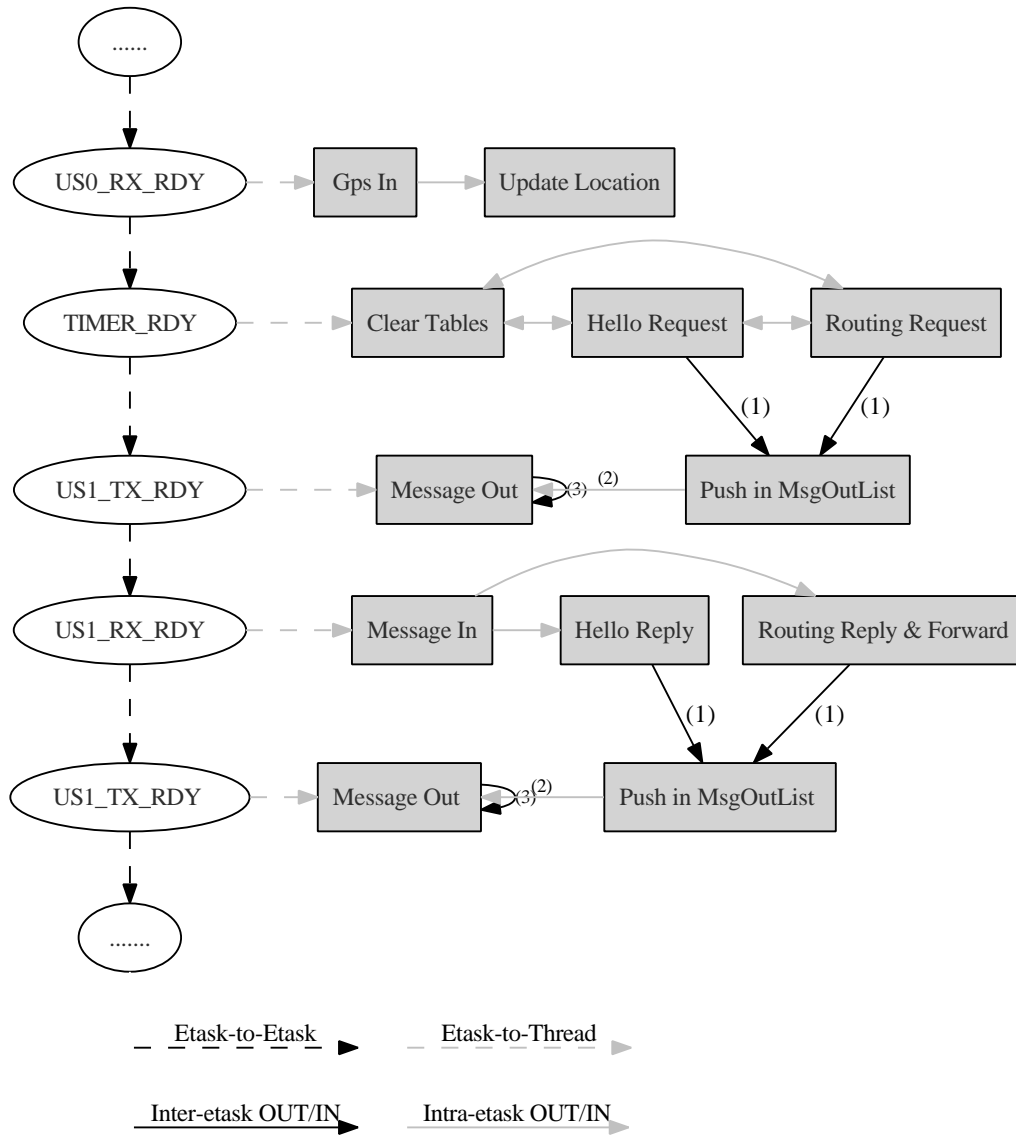 ......
US0_RX_RDY
Gps In
Update Location
TIMER_RDY
Clear Tables
Hello Request
Routing Request
(1)
(1)
US1_TX_RDY
Message Out
(3)
(2)
Push in MsgOutList
US1_RX_RDY
Message In
Hello Reply
Routing Reply & Forward
(1)
(1)
US1_TX_RDY
Message Out
(3)
(2)
Push in MsgOutList
.......
Etask-to-Etask
Etask-to-Thread
Inter-etask OUT/IN
Intra-etask OUT/IN